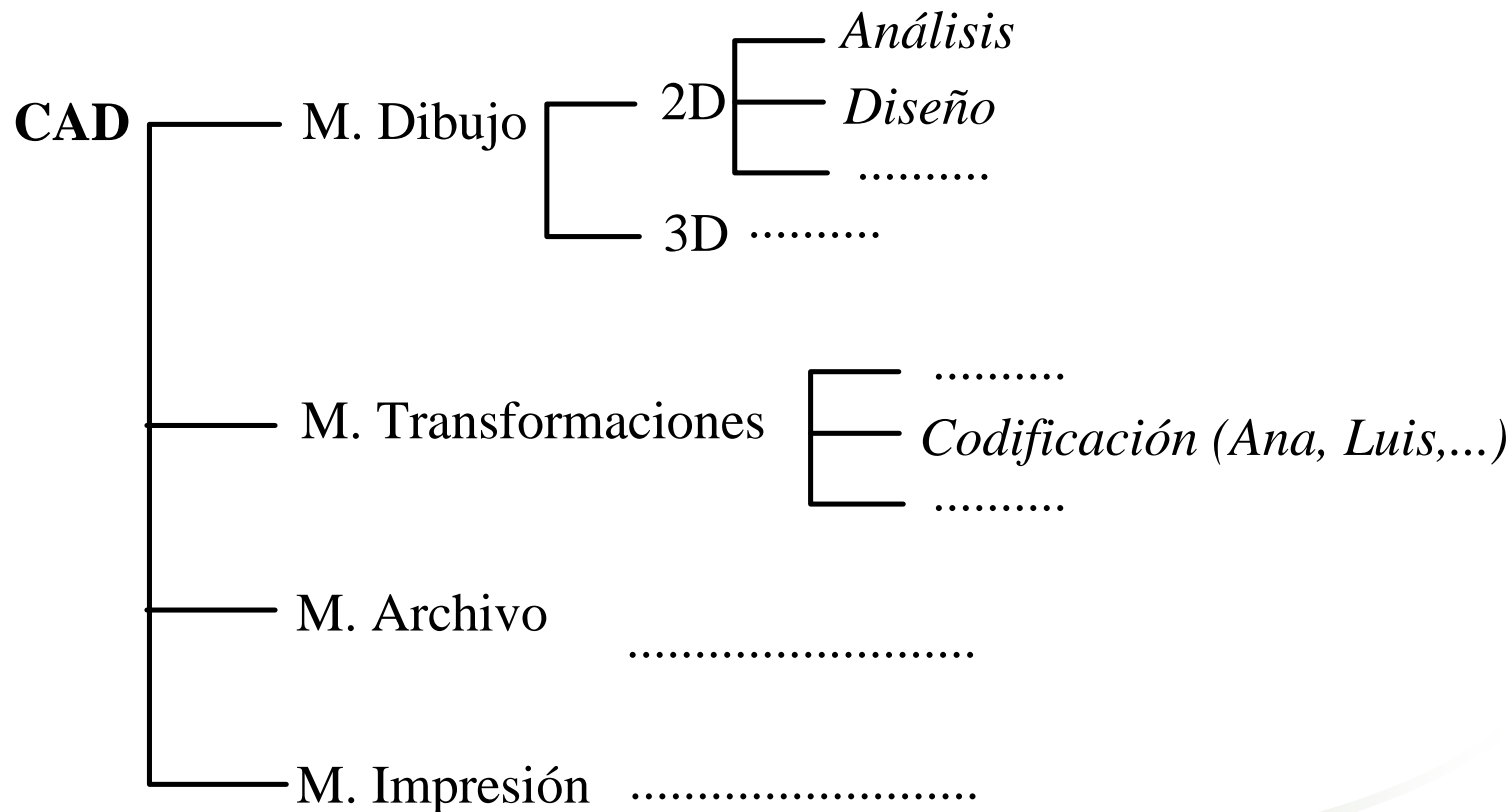 CAD
M. Dibujo
2D
Análisis
Diseño
..........
3D ..........
M. Transformaciones
..........
Codificación (Ana, Luis,...)
..........
M. Archivo
..........................
M. Impresión ..........................